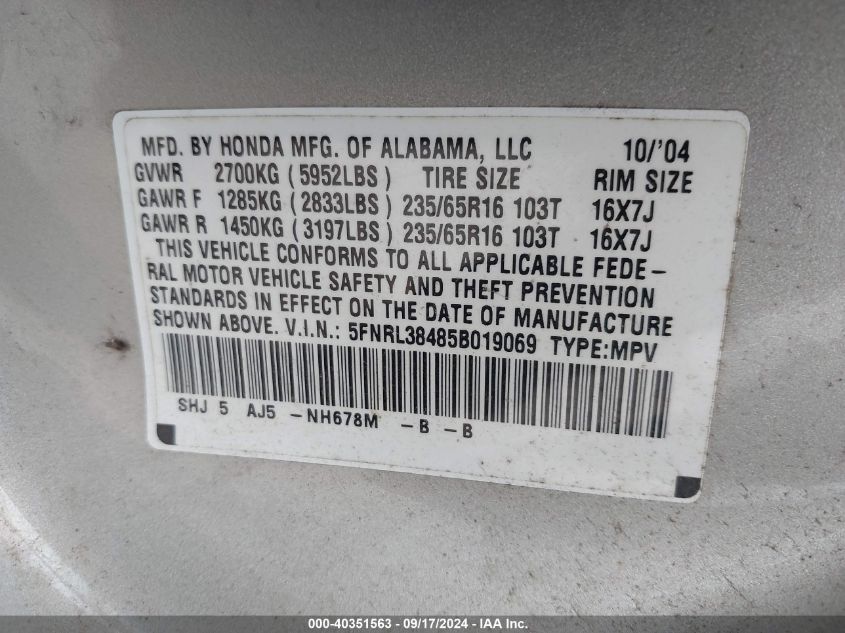 MFD. BY HONDA MFG. OF ALABAMA, LLC 10/'04
GVWR 2700KG (5952LBS) TIRE SIZE RIM SIZE
GAWR F 1285KG (2833LBS) 235/65R16 103T 16X7J
GAWR R 1450KG (3197LBS) 235/65R16 103T 16X7J
THIS VEHICLE CONFORMS TO ALL APPLICABLE FEDE-
RAL MOTOR VEHICLE SAFETY AND THEFT PREVENTION
STANDARDS IN EFFECT ON THE DATE OF MANUFACTURE
SHOWN ABOVE. V.I.N.: 5FNRL38485B019069 TYPE:MPV
SHJ 5 AJ5 -NH678M -B -B
000-40351563 - 09/17/2024 - IAAI Inc.